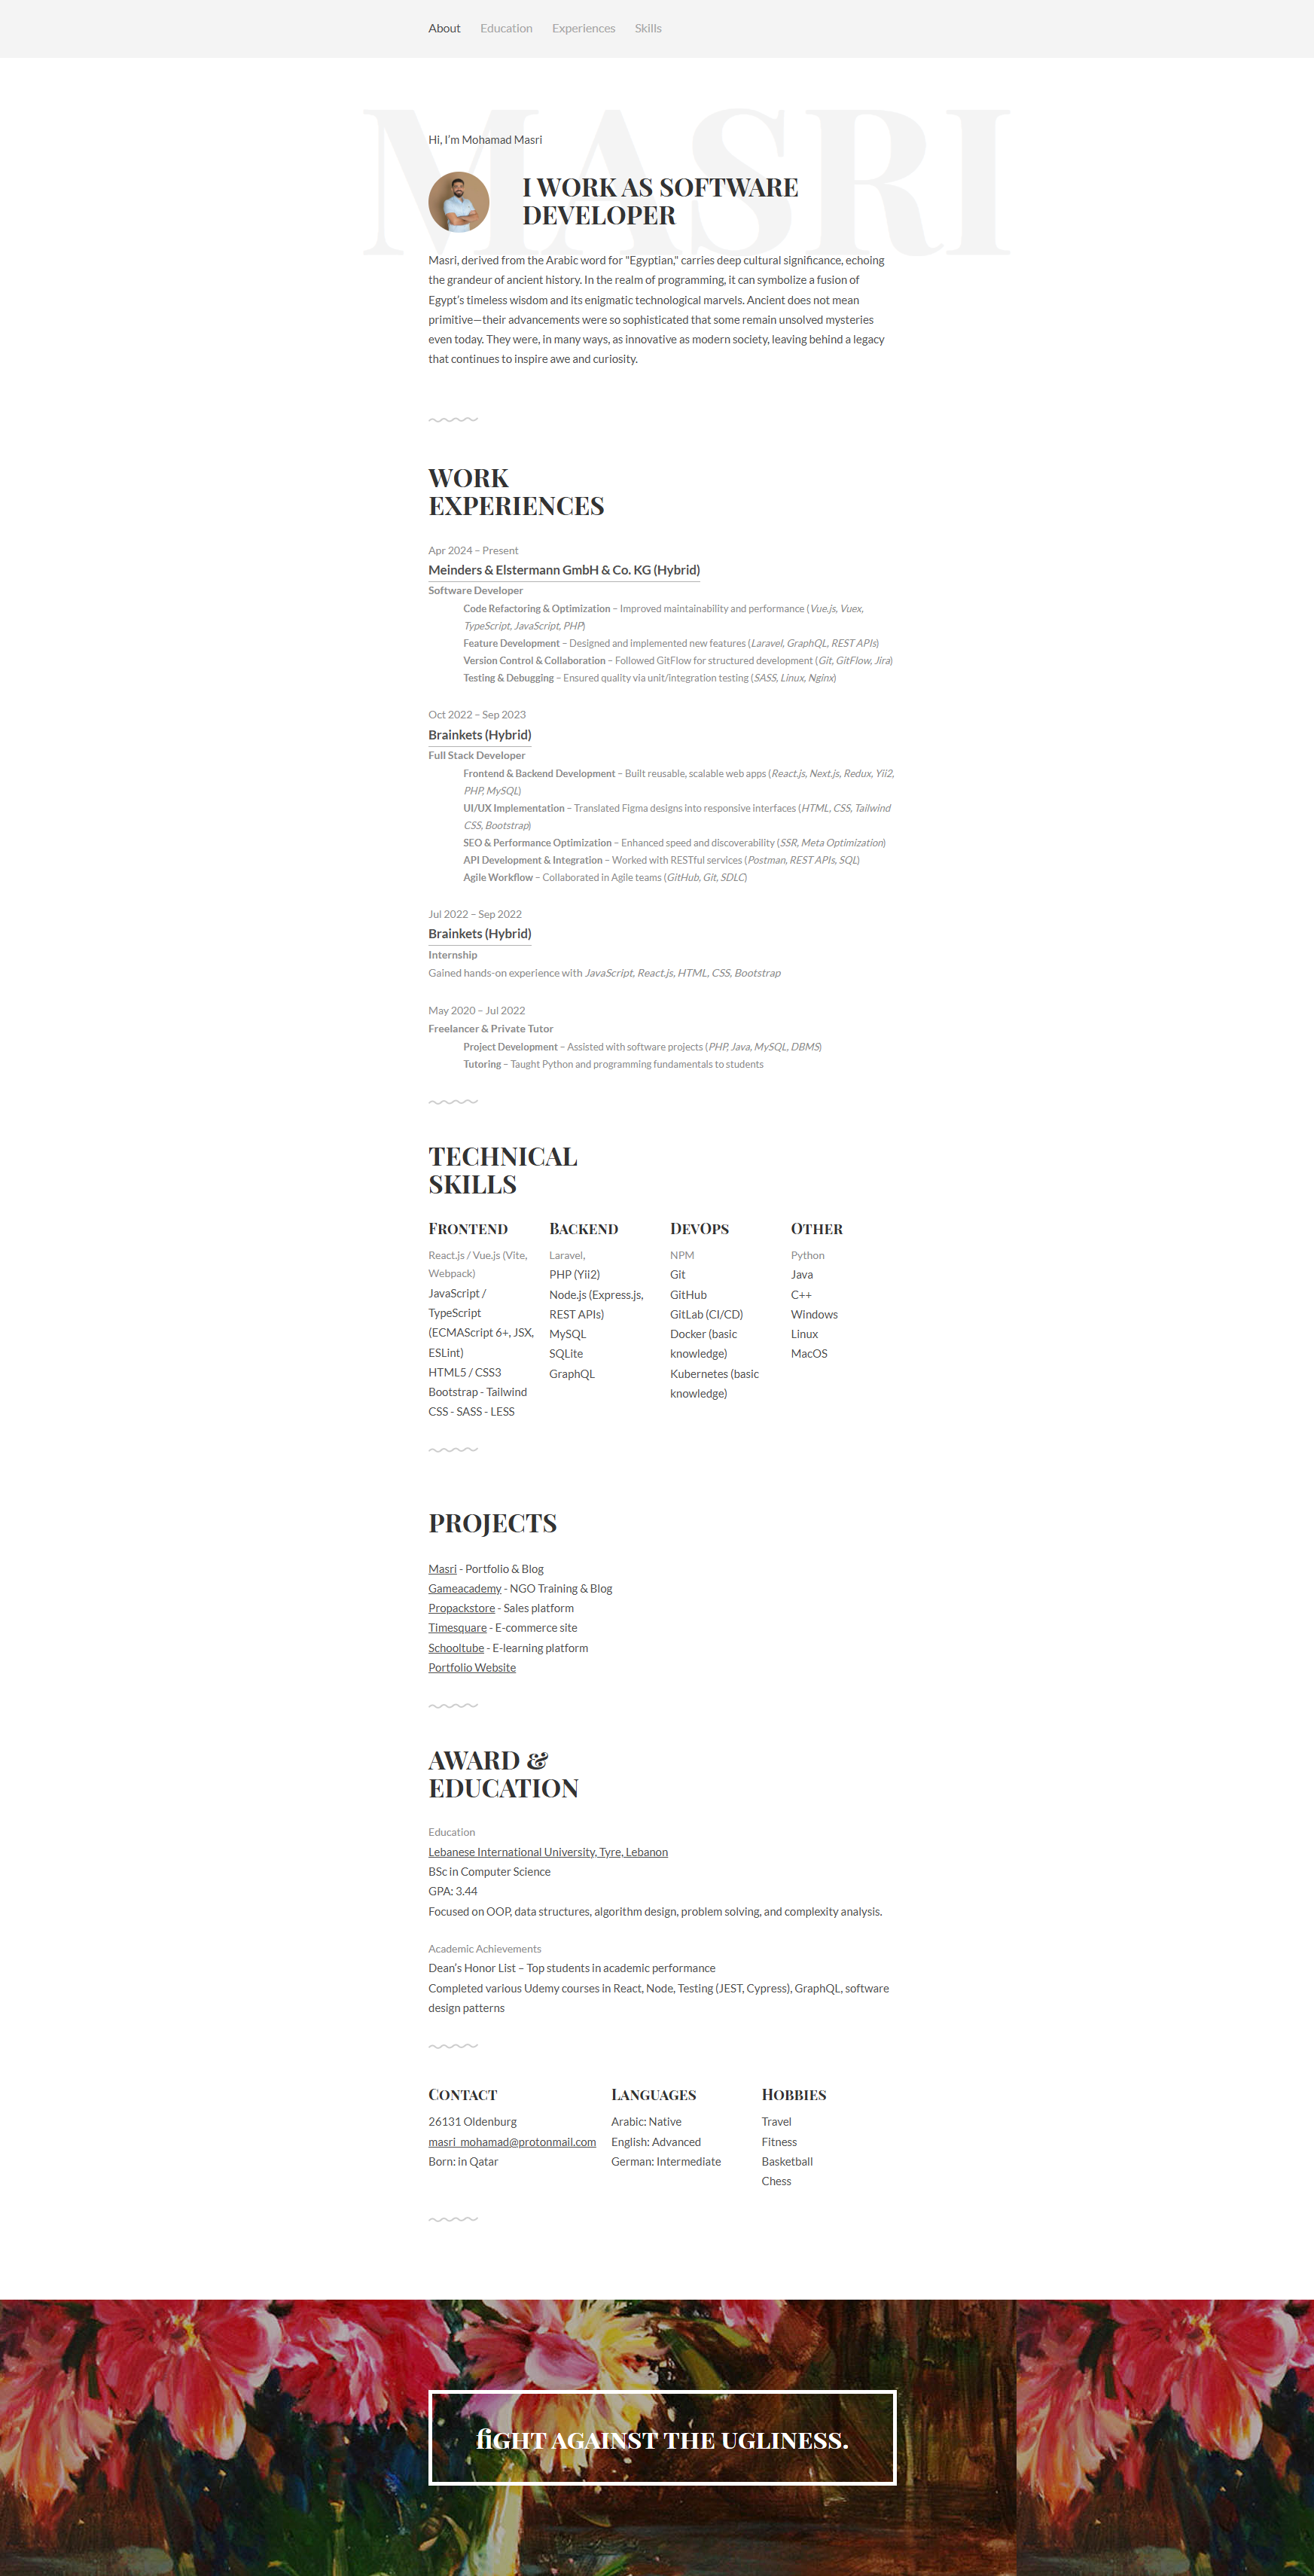 About Education Experiences Skills
MASRI
Hi, I'm Mohamad Masri
I WORK AS SOFTWARE
DEVELOPER
Masri, derived from the Arabic word for "Egyptian," carries deep cultural significance, echoing
the grandeur of ancient history. In the realm of programming, it can symbolize a fusion of
Egypt's timeless wisdom and its enigmatic technological marvels. Ancient does not mean
primitive—their advancements were so sophisticated that some remain unsolved mysteries
even today. They were, in many ways, as innovative as modern society, leaving behind a legacy
that continues to inspire awe and curiosity.
WORK
EXPERIENCES
Apr 2024 – Present
Meinders & Elstermann GmbH & Co. KG (Hybrid)
Software Developer
Code Refactoring & Optimization – Improved maintainability and performance (Vue.js, Vuex,
TypeScript, JavaScript, PHP)
Feature Development – Designed and implemented new features (Laravel, GraphQL, REST APIs)
Version Control & Collaboration – Followed GitFlow for structured development (Git, GitFlow, Jira)
Testing & Debugging – Ensured quality via unit/integration testing (SASS, Linux, Nginx)
Oct 2022 – Sep 2023
Brainkets (Hybrid)
Full Stack Developer
Frontend & Backend Development – Built reusable, scalable web apps (React.js, Next.js, Redux, Yii2,
PHP, MySQL)
UI/UX Implementation – Translated Figma designs into responsive interfaces (HTML, CSS, Tailwind
CSS, Bootstrap)
SEO & Performance Optimization – Enhanced speed and discoverability (SSR, Meta Optimization)
API Development & Integration – Worked with RESTful services (Postman, REST APIs, SQL)
Agile Workflow – Collaborated in Agile teams (GitHub, Git, SDLC)
Jul 2022 – Sep 2022
Brainkets (Hybrid)
Internship
Gained hands-on experience with JavaScript, React.js, HTML, CSS, Bootstrap
May 2020 – Jul 2022
Freelancer & Private Tutor
Project Development – Assisted with software projects (PHP, Java, MySQL, DBMS)
Tutoring – Taught Python and programming fundamentals to students
TECHNICAL
SKILLS
Frontend
React.js / Vue.js (Vite,
Webpack)
JavaScript /
TypeScript
(ECMAScript 6+, JSX,
ESLint)
HTML5 / CSS3
Bootstrap - Tailwind
CSS - SASS - LESS
Backend
Laravel,
PHP (Yii2)
Node.js (Express.js,
REST APIs)
MySQL
SQLite
GraphQL
DevOps
NPM
Git
GitHub
GitLab (CI/CD)
Docker (basic
knowledge)
Kubernetes (basic
knowledge)
Other
Python
Java
C++
Windows
Linux
MacOS
PROJECTS
Masri - Portfolio & Blog
Gameacademy - NGO Training & Blog
Propackstore - Sales platform
Timesquare - E-commerce site
Schooltube - E-learning platform
Portfolio Website
AWARD &
EDUCATION
Education
Lebanese International University, Tyre, Lebanon
BSc in Computer Science
GPA: 3.44
Focused on OOP, data structures, algorithm design, problem solving, and complexity analysis.
Academic Achievements
Dean's Honor List – Top students in academic performance
Completed various Udemy courses in React, Node, Testing (JEST, Cypress), GraphQL, software
design patterns
Contact
26131 Oldenburg
masri_mohamad@protonmail.com
Born: in Qatar
Languages
Arabic: Native
English: Advanced
German: Intermediate
Hobbies
Travel
Fitness
Basketball
Chess
fiGHT AGAINST THE UGLINESS.